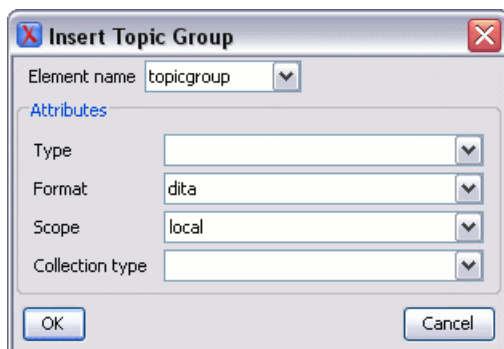 Insert Topic Group
Element name topicgroup
Attributes
Type
Format dita
Scope local
Collection type
OK Cancel